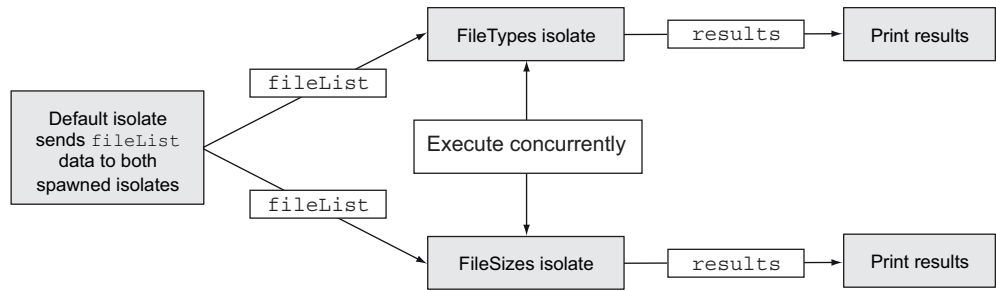 FileTypes isolate
results
Print results
fileList
Default isolate
sends fileList
data to both
spawned isolates
Execute concurrently
fileList
FileSizes isolate
results
Print results